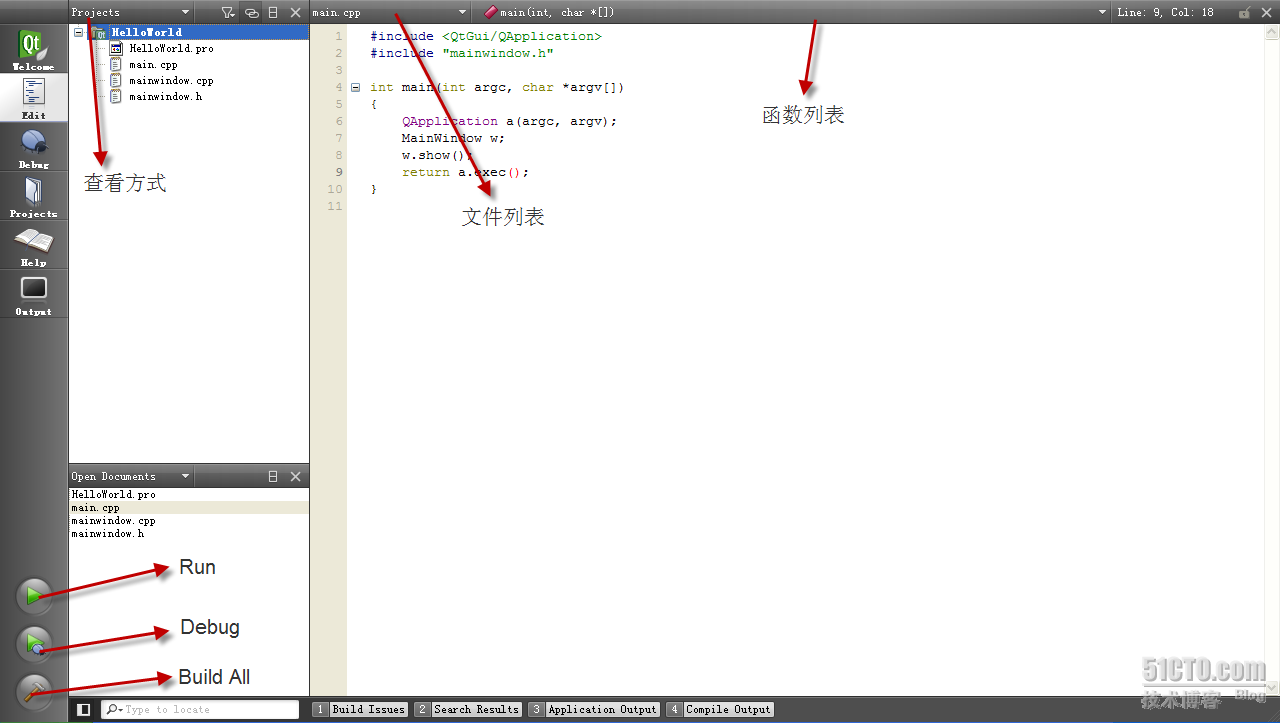 Projects
main.cpp
main(int, char *[])
Line: 9, Col: 18
Welcome
Edit
Debug
Projects
Help
Output
HelloWorld
HelloWorld.pro
main.cpp
mainwindow.cpp
mainwindow.h
查看方式
1 #include <QtGui/QApplication>
2 #include "mainwindow.h"
3
4 int main(int argc, char *argv[])
5 {
6 QApplication a(argc, argv);
7 MainWindow w;
8 w.show();
9 return a.exec();
10 }
11
函数列表
文件列表
Open Documents
HelloWorld.pro
main.cpp
mainwindow.cpp
mainwindow.h
Run
Debug
Build All
Type to locate
1 Build Issues
2 Search Results
3 Application Output
4 Compile Output
51CTO.com
技术博客 Blog